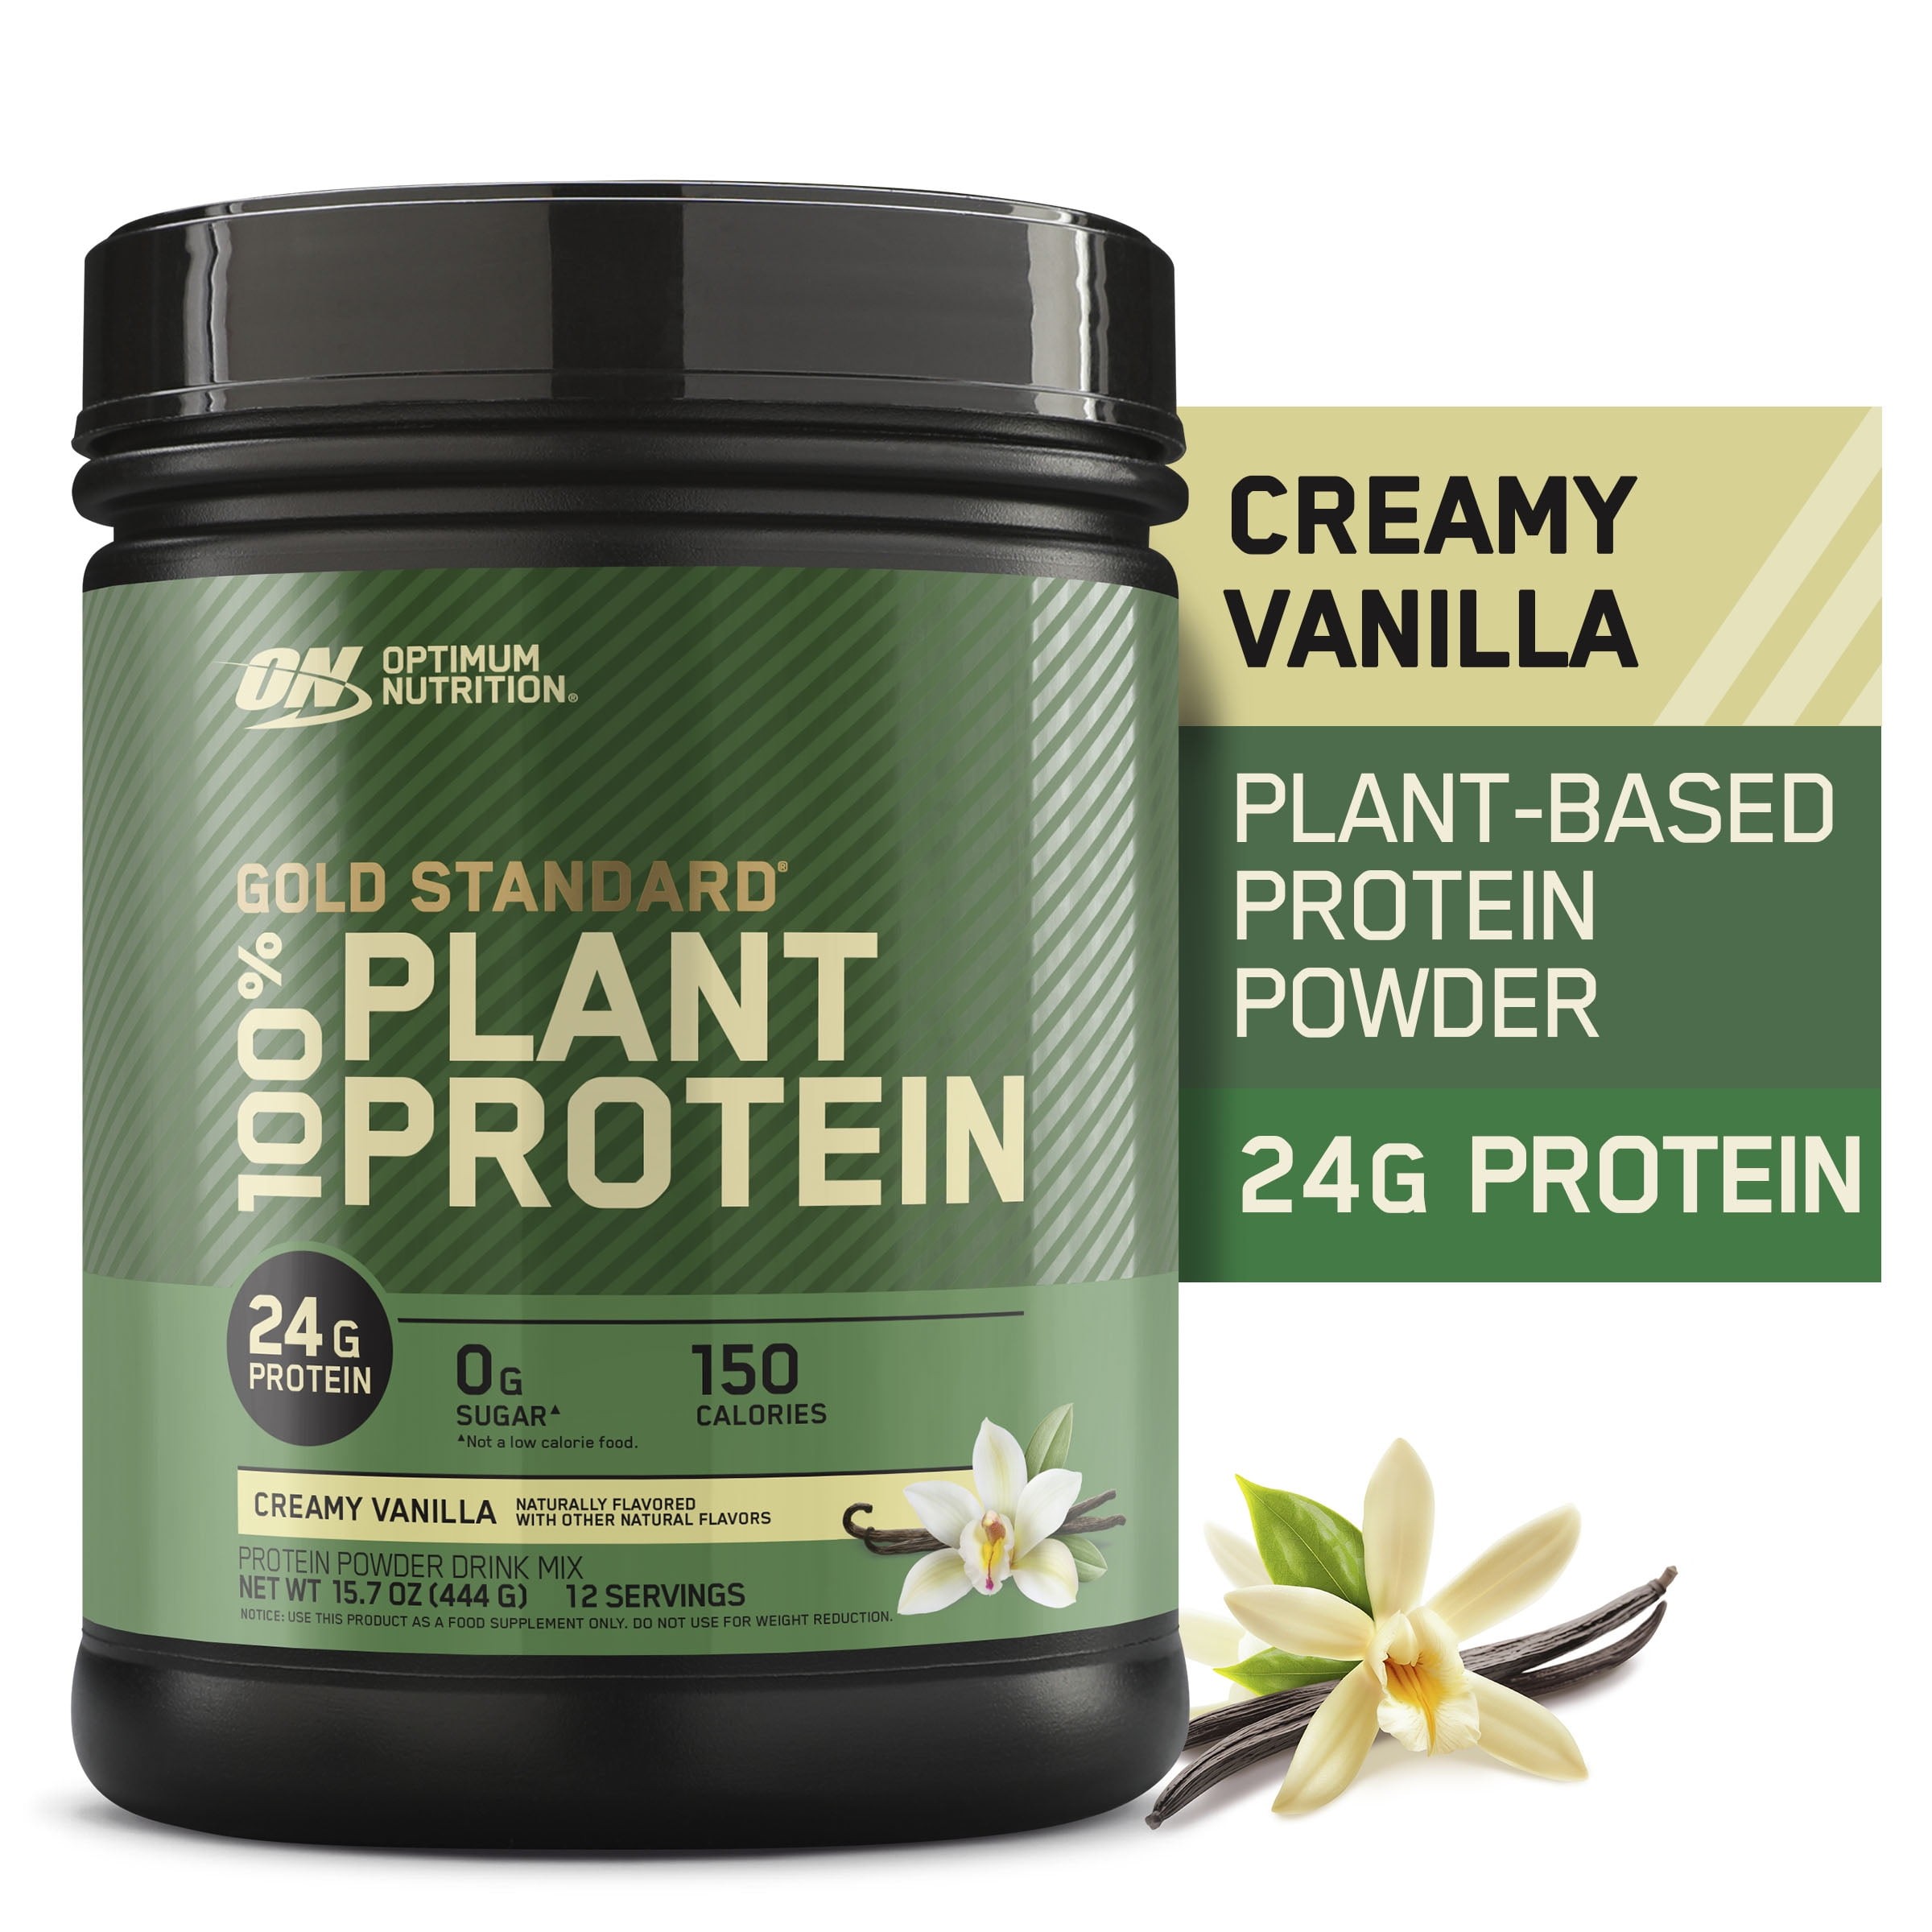 ON OPTIMUM
NUTRITION®
GOLD STANDARD®
100%
PLANT
PROTEIN
24 G
PROTEIN
0 G
SUGAR▲
▲Not a low calorie food.
150
CALORIES
CREAMY VANILLA
NATURALLY FLAVORED
WITH OTHER NATURAL FLAVORS
PROTEIN POWDER DRINK MIX
NET WT 15.7 OZ (444 G) 12 SERVINGS
NOTICE: USE THIS PRODUCT AS A FOOD SUPPLEMENT ONLY. DO NOT USE FOR WEIGHT REDUCTION.
CREAMY
VANILLA
PLANT-BASED
PROTEIN
POWDER
24G PROTEIN